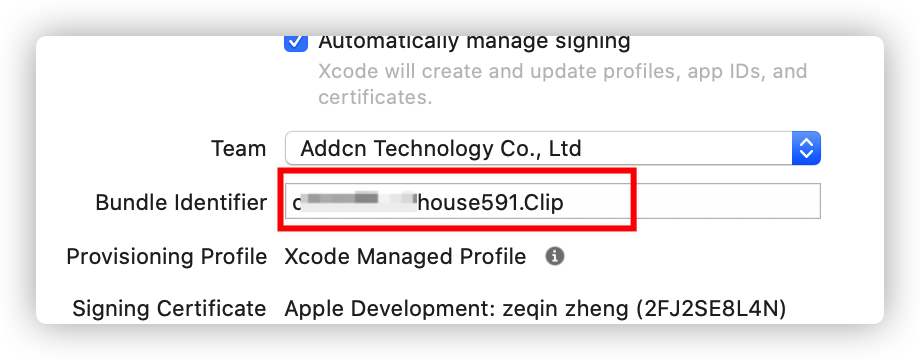 Automatically manage signing
Xcode will create and update profiles, app IDs, and
certificates.
Team Addcn Technology Co., Ltd
Bundle Identifier house591.Clip
Provisioning Profile Xcode Managed Profile
Signing Certificate Apple Development: zeqin zheng (2FJ2SE8L4N)